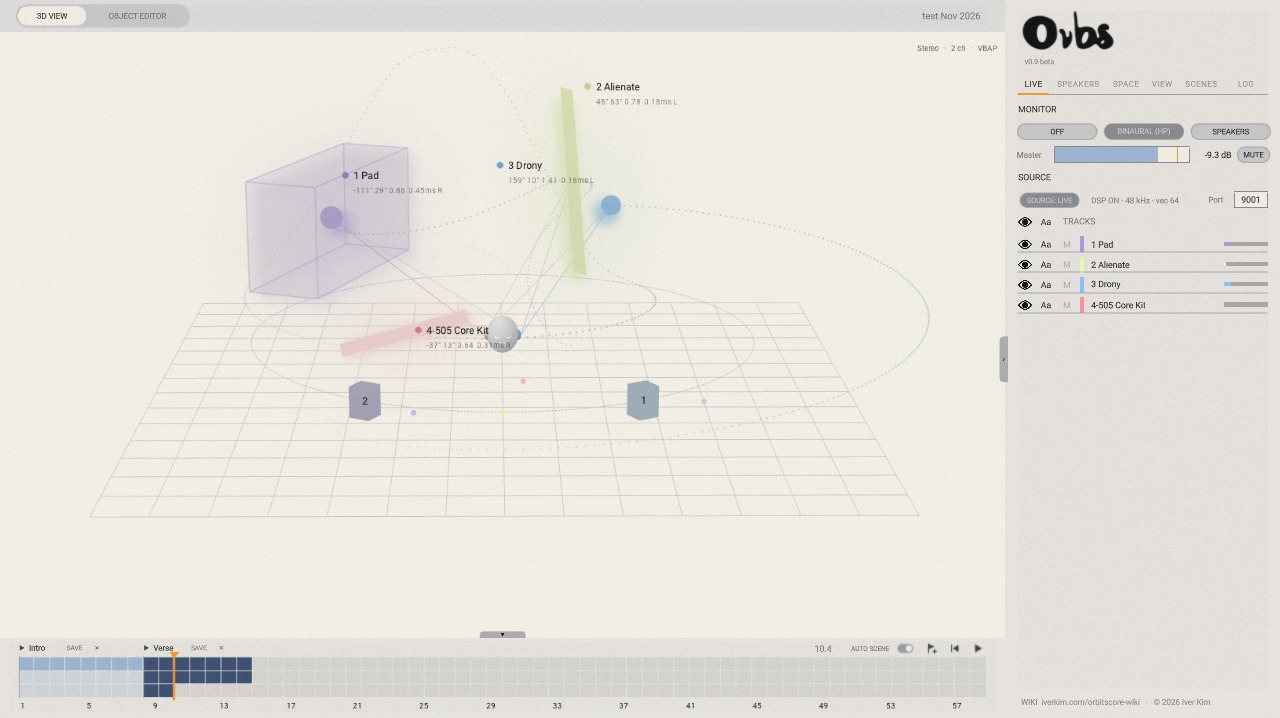 3D VIEW OBJECT EDITOR test Nov 2026
Stereo · 2 ch · VBAP
2 Alienate
48° 63° 0.78 0.18ms L
3 Drony
159° 10° 1.41 0.18ms L
1 Pad
-111° 29° 0.86 0.45ms R
4-505 Core Kit
-37° 13° 0.64 0.31ms R
2 1
Intro SAVE × Verse SAVE × 10.4 AUTO SCENE
1 5 9 13 17 21 25 29 33 37 41 45 49 53 57
Orbs
v0.9 beta
LIVE SPEAKERS SPACE VIEW SCENES LOG
MONITOR
OFF BINAURAL (HP) SPEAKERS
Master -9.3 dB MUTE
SOURCE
SOURCE: LIVE DSP ON · 48 kHz · vec 64 Port 9001
Aa TRACKS
Aa M 1 Pad
Aa M 2 Alienate
Aa M 3 Drony
Aa M 4-505 Core Kit
WIKI iverkim.com/orbitscore-wiki · © 2026 Iver Kim